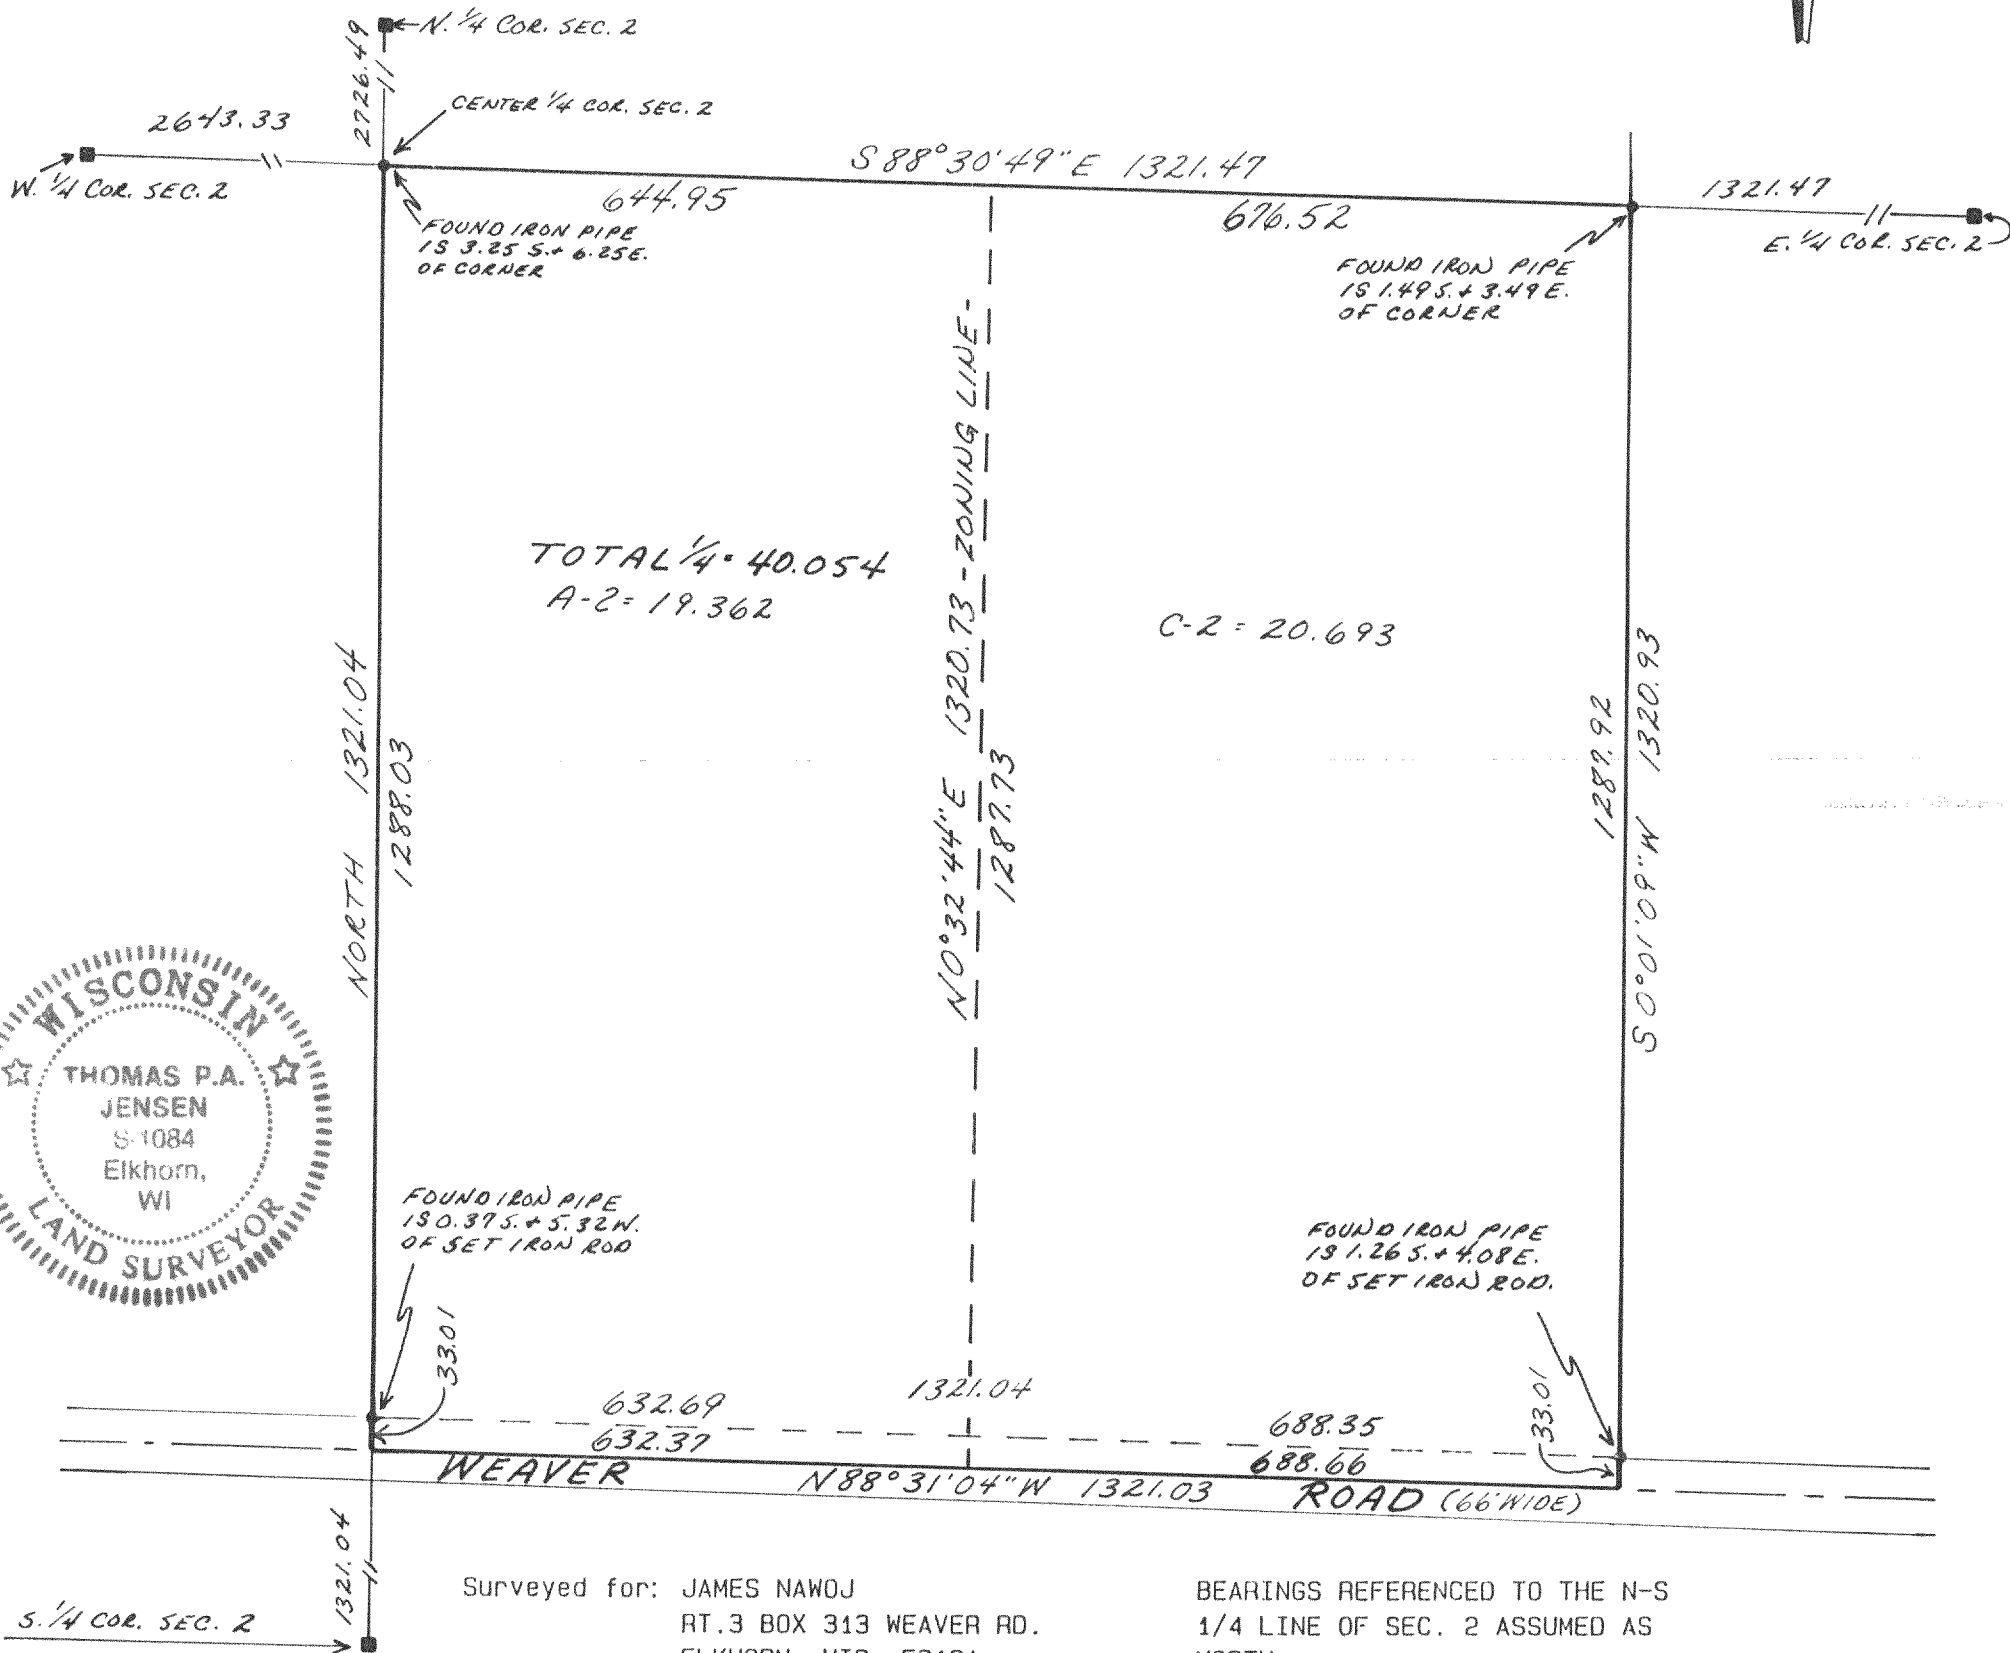 N. 1/4 COR. SEC. 2
2726.49
CENTER 1/4 COR. SEC. 2
2643.33
W. 1/4 COR. SEC. 2
S 88°30'49" E 1321.47
644.95
676.52
1321.47
E. 1/4 COR. SEC. 2
FOUND IRON PIPE
IS 3.25 S.+ 6.25E.
OF CORNER
FOUND IRON PIPE
IS 1.49 S.+ 3.49 E.
OF CORNER
TOTAL 1/4 = 40.054
A-2 = 19.362
C-2 = 20.693
NORTH 1321.04
1288.03
N 0°32'44" E 1320.73 - ZONING LINE -
1287.73
1287.92
S 0°01'09" W 1320.93
WISCONSIN
THOMAS P.A.
JENSEN
S-1084
Elkhorn,
WI
LAND SURVEYOR
FOUND IRON PIPE
IS 0.37 S.+ 5.32 W.
OF SET IRON ROD
FOUND IRON PIPE
IS 1.26 S.+ 4.08 E.
OF SET IRON ROD.
33.01
33.01
632.69
1321.04
688.35
632.37
688.66
WEAVER N 88°31'04" W 1321.03 ROAD (66' WIDE)
1321.04
S. 1/4 COR. SEC. 2
Surveyed for: JAMES NAWOJ
RT.3 BOX 313 WEAVER RD.
BEARINGS REFERENCED TO THE N-S
1/4 LINE OF SEC. 2 ASSUMED AS